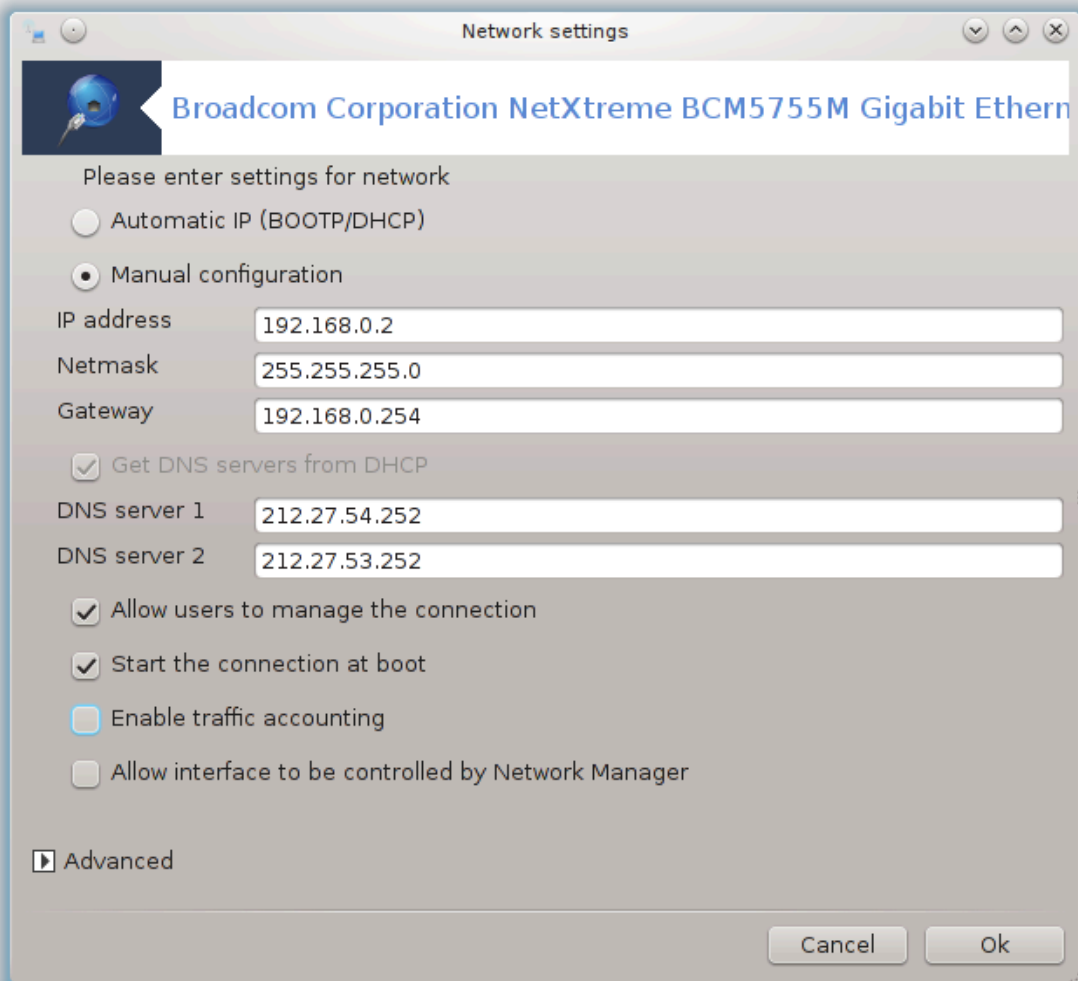 Network settings
Broadcom Corporation NetXtreme BCM5755M Gigabit Ethern
Please enter settings for network
Automatic IP (BOOTP/DHCP)
Manual configuration
IP address 192.168.0.2
Netmask 255.255.255.0
Gateway 192.168.0.254
Get DNS servers from DHCP
DNS server 1 212.27.54.252
DNS server 2 212.27.53.252
Allow users to manage the connection
Start the connection at boot
Enable traffic accounting
Allow interface to be controlled by Network Manager
Advanced
Cancel Ok